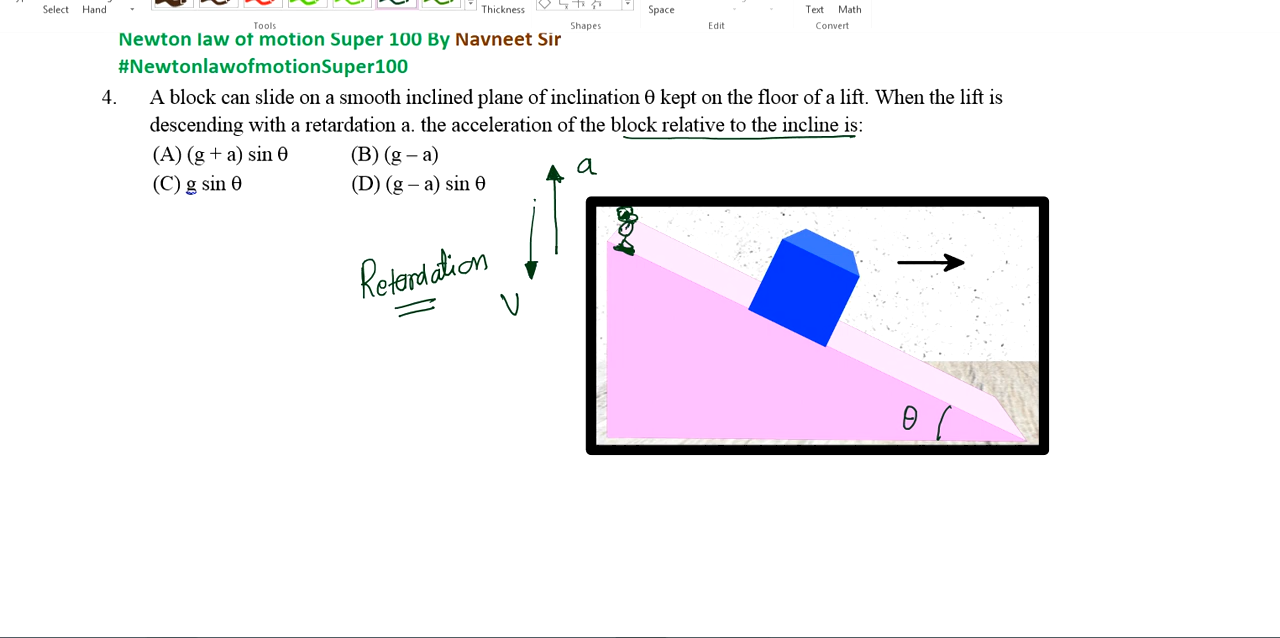 Select Hand Thickness Space Text Math
Tools Shapes Edit Convert
Newton law of motion Super 100 By Navneet Sir
#NewtonlawofmotionSuper100
4. A block can slide on a smooth inclined plane of inclination θ kept on the floor of a lift. When the lift is
descending with a retardation a. the acceleration of the block relative to the incline is:
(A) (g + a) sin θ (B) (g – a)
(C) g sin θ (D) (g – a) sin θ
a
Retardation
V
θ